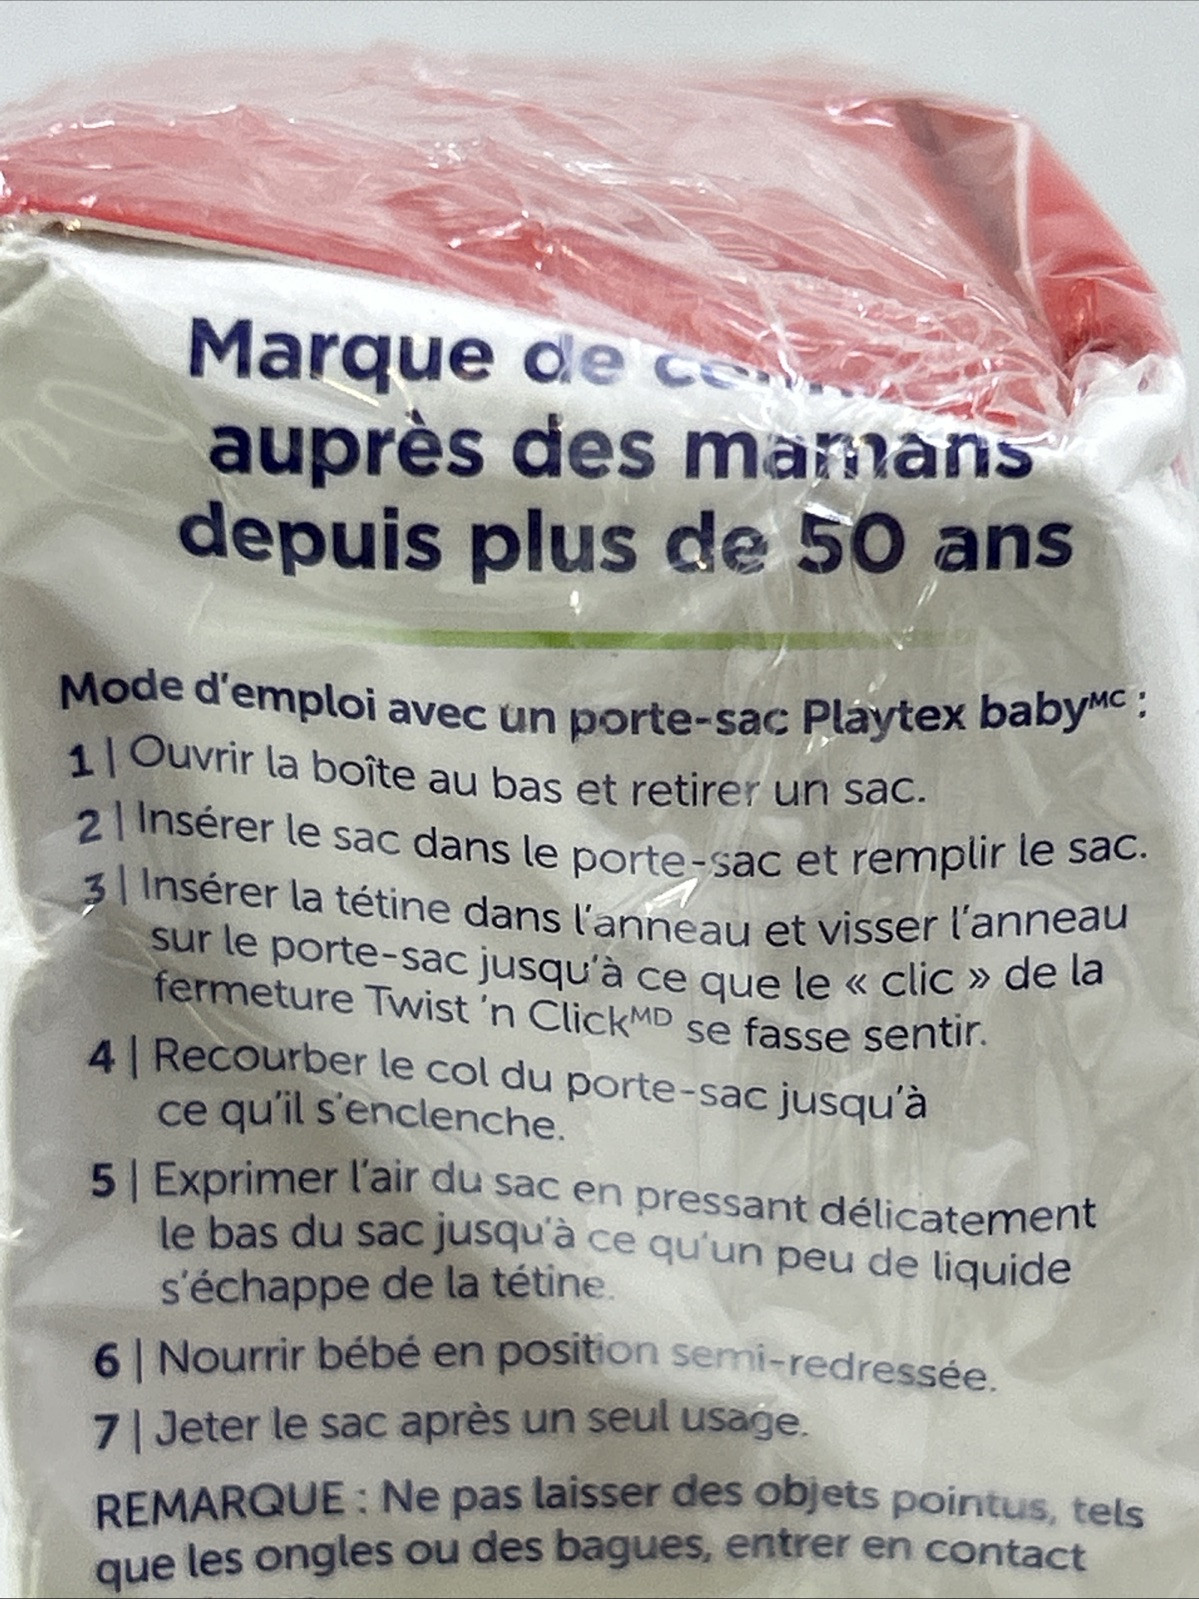 Marque de
auprès des mamans
depuis plus de 50 ans
Mode d'emploi avec un porte-sac Playtex babyᴹᶜ :
1 | Ouvrir la boîte au bas et retirer un sac.
2 | Insérer le sac dans le porte-sac et remplir le sac.
3 | Insérer la tétine dans l'anneau et visser l'anneau
sur le porte-sac jusqu'à ce que le « clic » de la
fermeture Twist 'n Clickᴹᴰ se fasse sentir.
4 | Recourber le col du porte-sac jusqu'à
ce qu'il s'enclenche.
5 | Exprimer l'air du sac en pressant délicatement
le bas du sac jusqu'à ce qu'un peu de liquide
s'échappe de la tétine.
6 | Nourrir bébé en position semi-redressée.
7 | Jeter le sac après un seul usage.
REMARQUE : Ne pas laisser des objets pointus, tels
que les ongles ou des bagues, entrer en contact